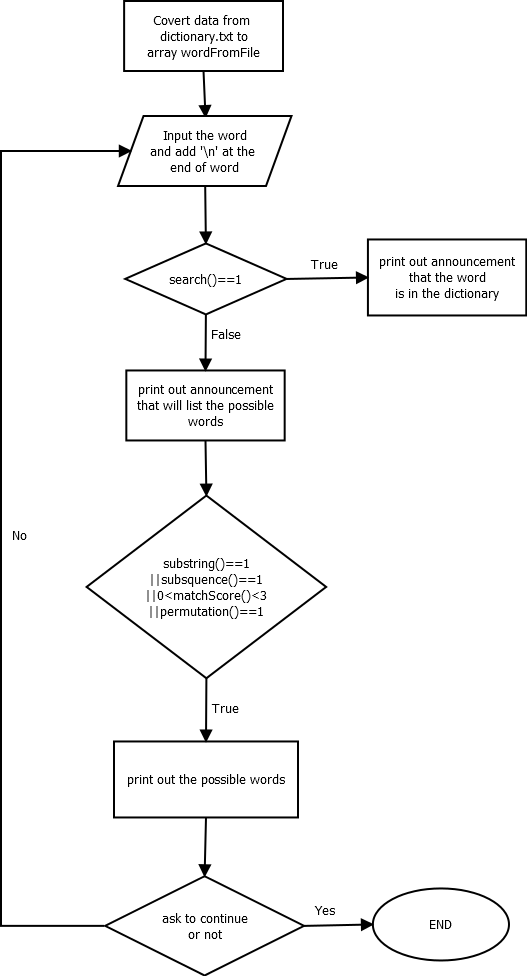 Covert data from
dictionary.txt to
array wordFromFile
Input the word
and add '\n' at the
end of word
search()==1
True
print out announcement
that the word
is in the dictionary
False
print out announcement
that will list the possible
words
No
substring()==1
||subsquence()==1
||0<matchScore()<3
||permutation()==1
True
print out the possible words
ask to continue
or not
Yes
END